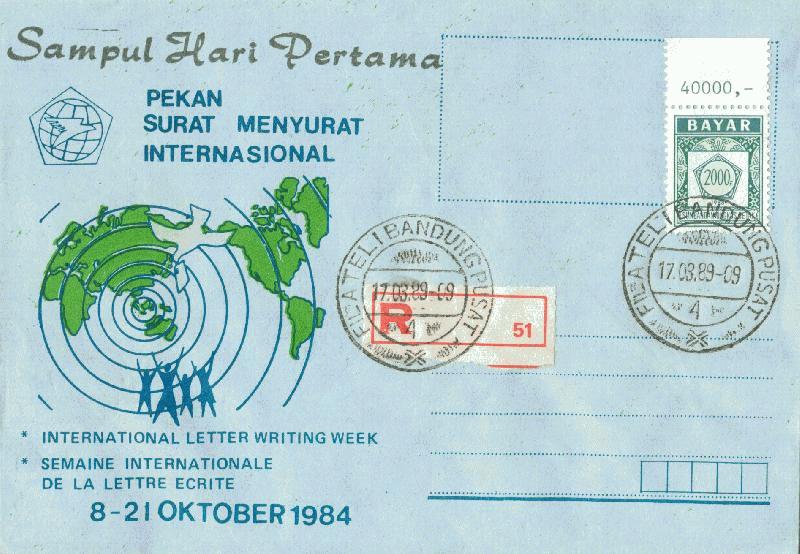 Sampul Hari Pertama
PEKAN
SURAT MENYURAT
INTERNASIONAL
40000,-
BAYAR
2000,
FILATELI BANDUNG PUSAT
17.03.89-09
4
R
51
FILATELI BANDUNG PUSAT
17.03.89-09
4
* INTERNATIONAL LETTER WRITING WEEK
* SEMAINE INTERNATIONALE
DE LA LETTRE ECRITE
8-21 OKTOBER 1984